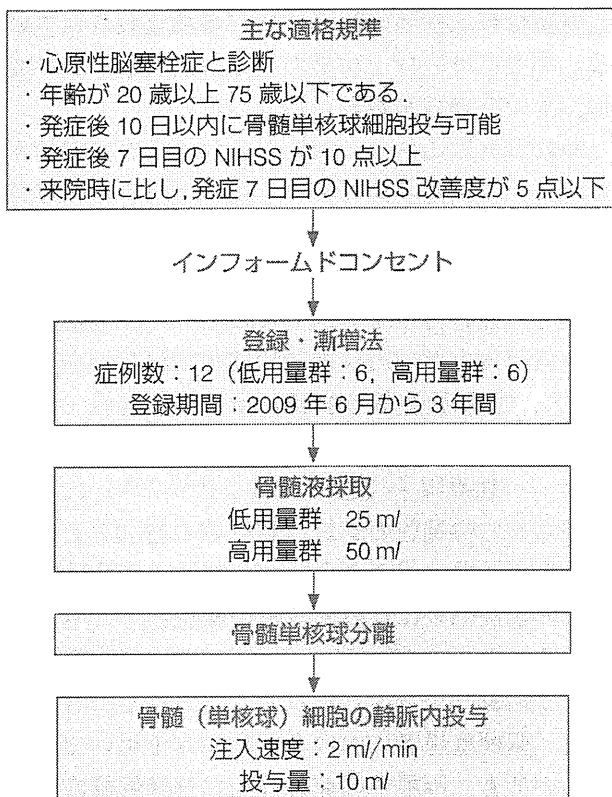 主な適格規準
・心原性脳塞栓症と診断
・年齢が 20 歳以上 75 歳以下である.
・発症後 10 日以内に骨髄単核球細胞投与可能
・発症後 7 日目の NIHSS が 10 点以上
・来院時に比し,発症 7 日目の NIHSS 改善度が 5 点以下
インフォームドコンセント
登録・漸増法
症例数：12（低用量群：6, 高用量群：6）
登録期間：2009 年 6 月から 3 年間
骨髄液採取
低用量群　25 ml
高用量群　50 ml
骨髄単核球分離
骨髄（単核球）細胞の静脈内投与
注入速度：2 ml/min
投与量：10 ml